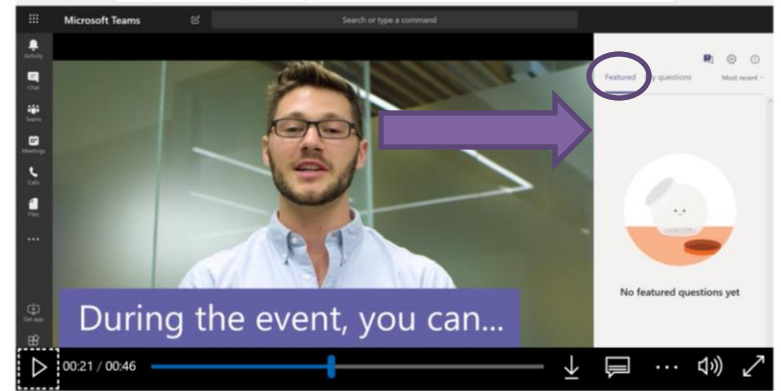 Microsoft Teams
Search or type a command
Activity
Chat
Teams
Meetings
Calls
Files
Get app
Featured
questions
Most recent
No featured questions yet
During the event, you can...
00:21 / 00:46